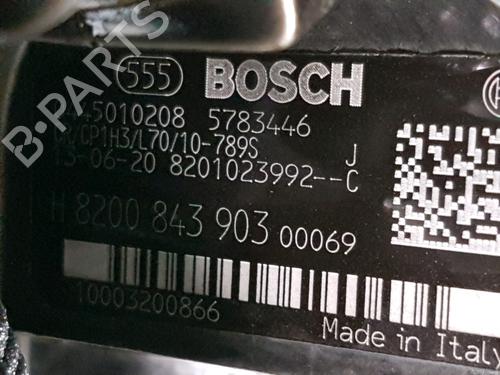 B-PARTS
555 BOSCH
45010208 5783446
CP1H3/L70/10-789S J
13-06-20 8201023992--C
H 8200 843 903 00069
10003200866
Made in Italy